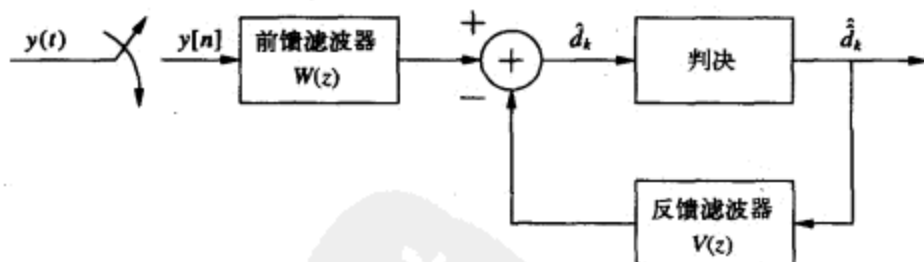 y(t)
y[n]
前馈滤波器
W(z)
+
+
−
d̂ₖ
判决
d̂̂ₖ
反馈滤波器
V(z)